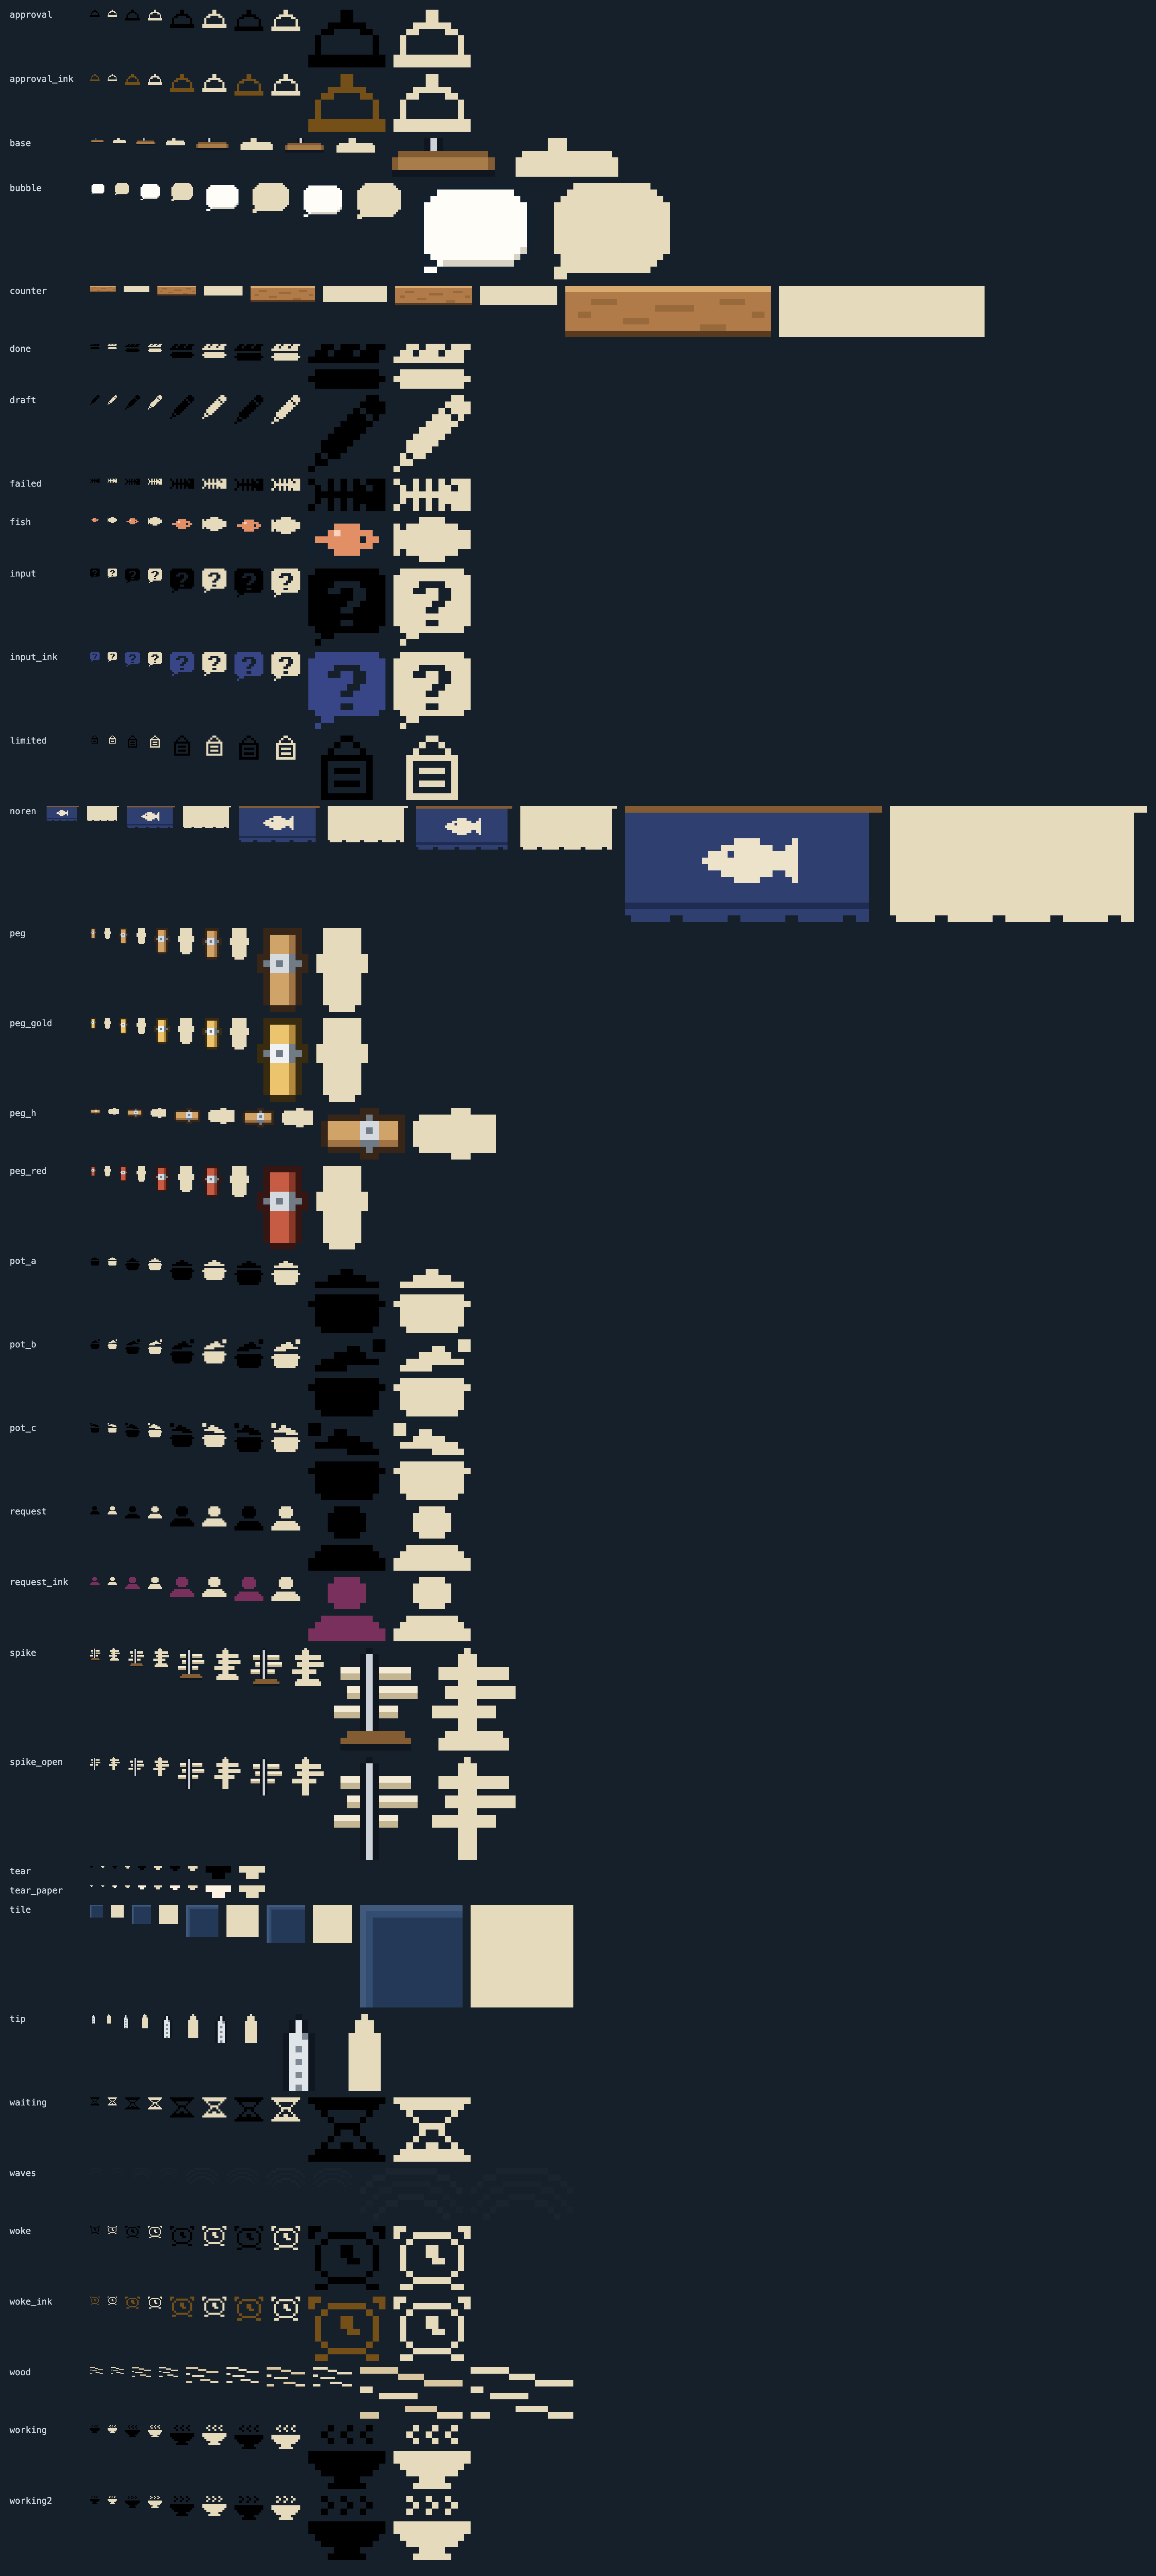 approval
approval_ink
base
bubble
counter
done
draft
failed
fish
input
? ? ? ? ? ? ? ? ? ?
input_ink
? ? ? ? ? ? ? ? ? ?
limited
noren
peg
peg_gold
peg_h
peg_red
pot_a
pot_b
pot_c
request
request_ink
spike
spike_open
tear
tear_paper
tile
tip
waiting
waves
woke
woke_ink
wood
working
working2